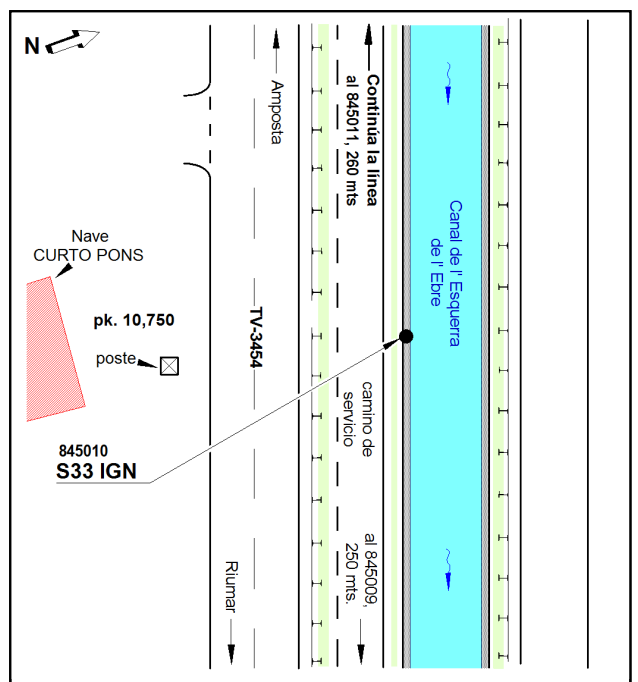 N
Amposta
Continúa la línea
al 845011, 260 mts
Canal de l' Esquerra
de l' Ebre
Nave
CURTO PONS
pk. 10,750
poste
TV-3454
camino de
servicio
845010
S33 IGN
al 845009,
250 mts.
Riumar